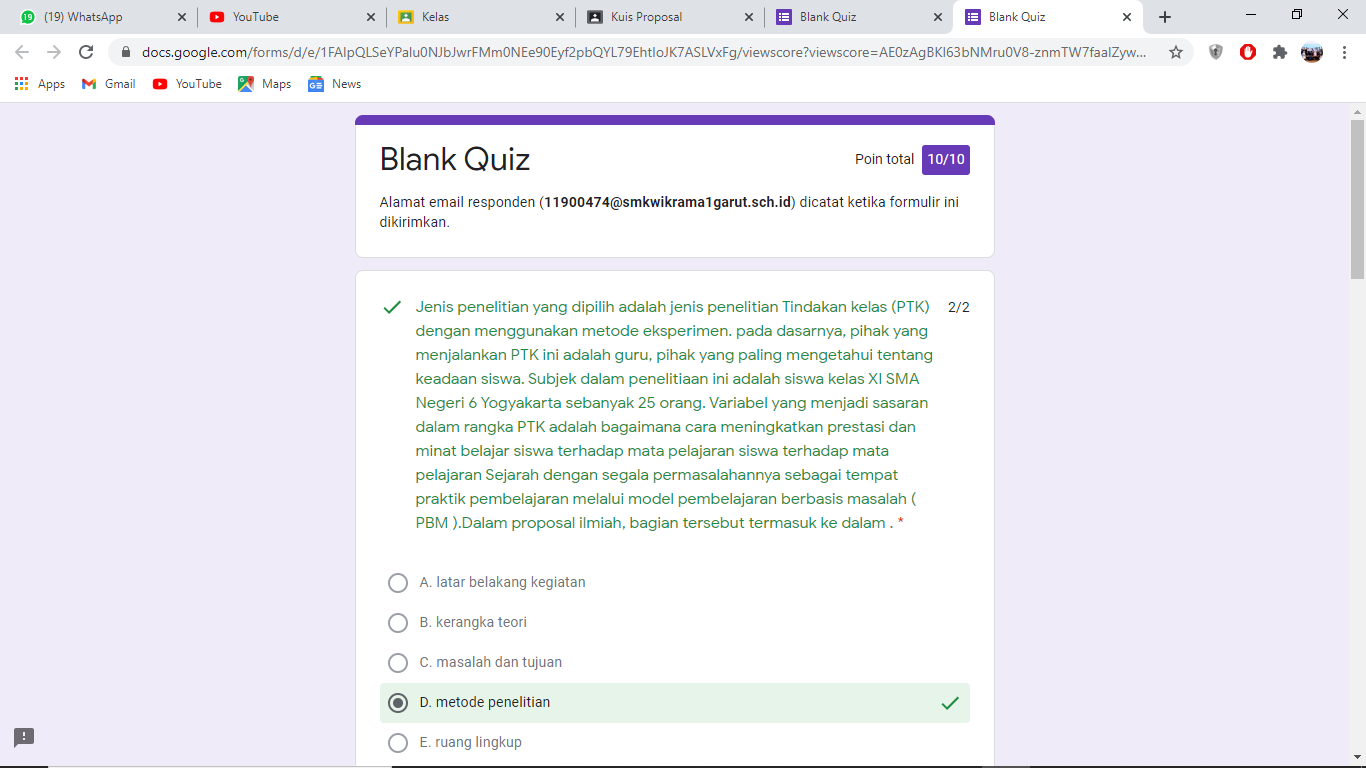 (19) WhatsApp
YouTube
Kelas
Kuis Proposal
Blank Quiz
Blank Quiz
docs.google.com/forms/d/e/1FAIpQLSeYPalu0NJbJwrFMm0NEe90Eyf2pbQYL79EhtIoJK7ASLVxFg/viewscore?viewscore=AE0zAgBKl63bNMru0V8-znmTW7faalZyw...
Apps
Gmail
YouTube
Maps
News
Blank Quiz
Poin total 10/10
Alamat email responden (11900474@smkwikrama1garut.sch.id) dicatat ketika formulir ini
dikirimkan.
Jenis penelitian yang dipilih adalah jenis penelitian Tindakan kelas (PTK) 2/2
dengan menggunakan metode eksperimen. pada dasarnya, pihak yang
menjalankan PTK ini adalah guru, pihak yang paling mengetahui tentang
keadaan siswa. Subjek dalam penelitiaan ini adalah siswa kelas XI SMA
Negeri 6 Yogyakarta sebanyak 25 orang. Variabel yang menjadi sasaran
dalam rangka PTK adalah bagaimana cara meningkatkan prestasi dan
minat belajar siswa terhadap mata pelajaran siswa terhadap mata
pelajaran Sejarah dengan segala permasalahannya sebagai tempat
praktik pembelajaran melalui model pembelajaran berbasis masalah (
PBM ).Dalam proposal ilmiah, bagian tersebut termasuk ke dalam . *
A. latar belakang kegiatan
B. kerangka teori
C. masalah dan tujuan
D. metode penelitian
E. ruang lingkup